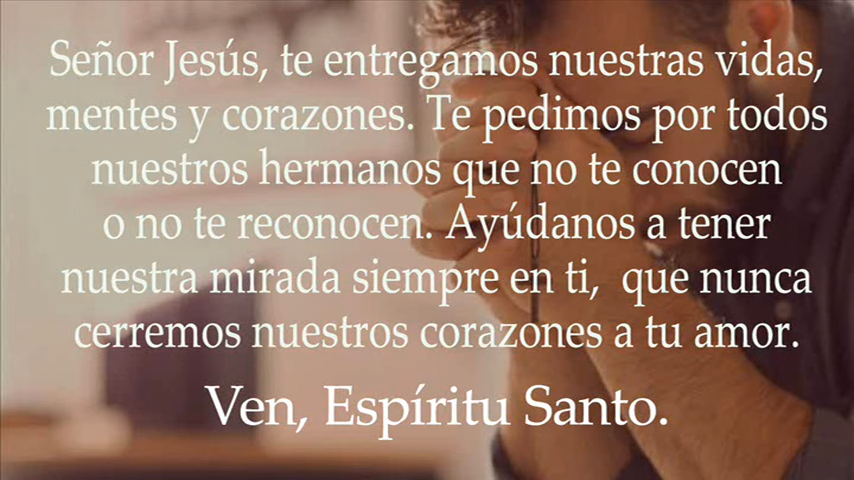 Señor Jesús, te entregamos nuestras vidas,
mentes y corazones. Te pedimos por todos
nuestros hermanos que no te conocen
o no te reconocen. Ayúdanos a tener
nuestra mirada siempre en ti, que nunca
cerremos nuestros corazones a tu amor.
Ven, Espíritu Santo.